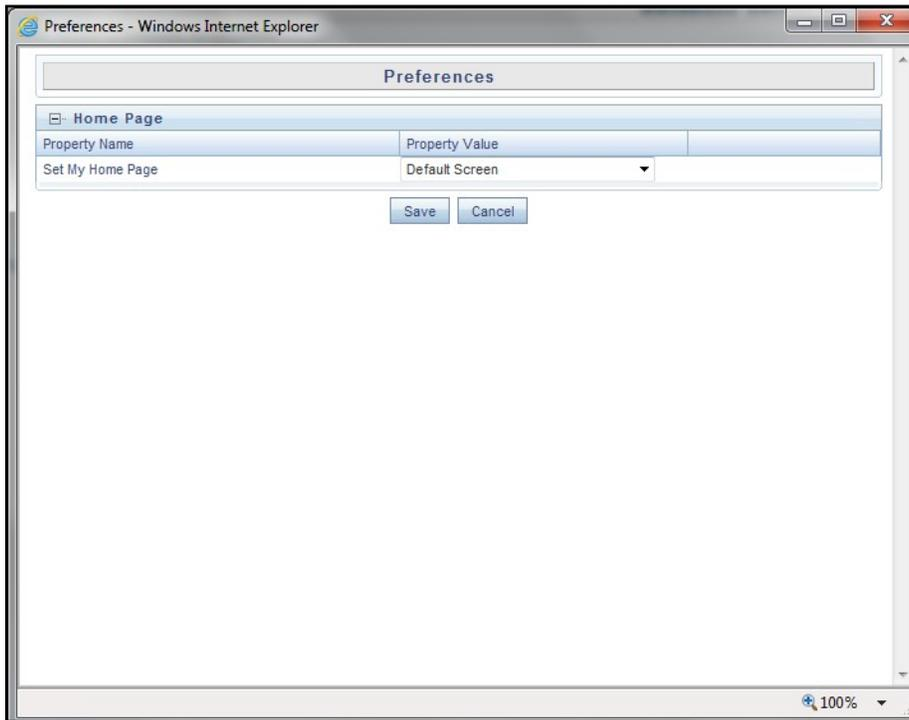 Preferences - Windows Internet Explorer
Preferences
Home Page
Property Name Property Value
Set My Home Page Default Screen
Save Cancel
100%